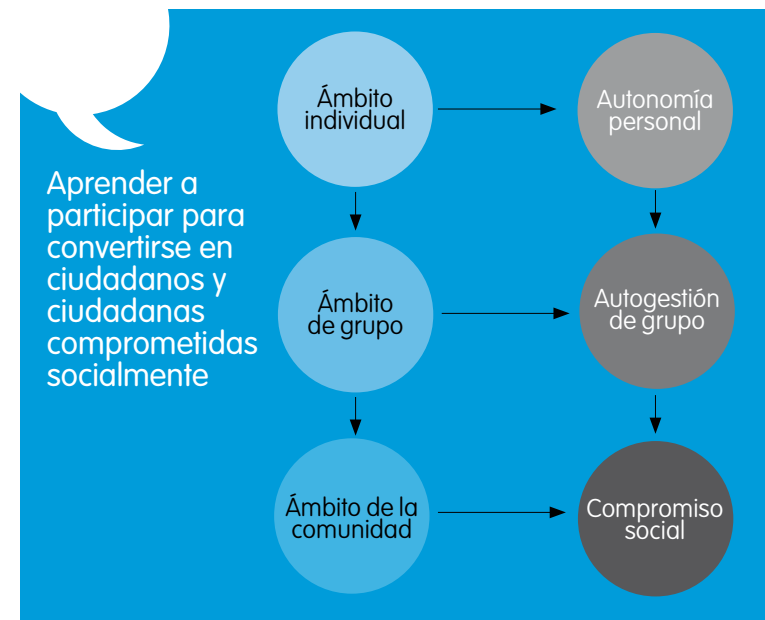 Aprender a
participar para
convertirse en
ciudadanos y
ciudadanas
comprometidas
socialmente
Ámbito
individual
Autonomía
personal
Ámbito
de grupo
Autogestión
de grupo
Ámbito de la
comunidad
Compromiso
social